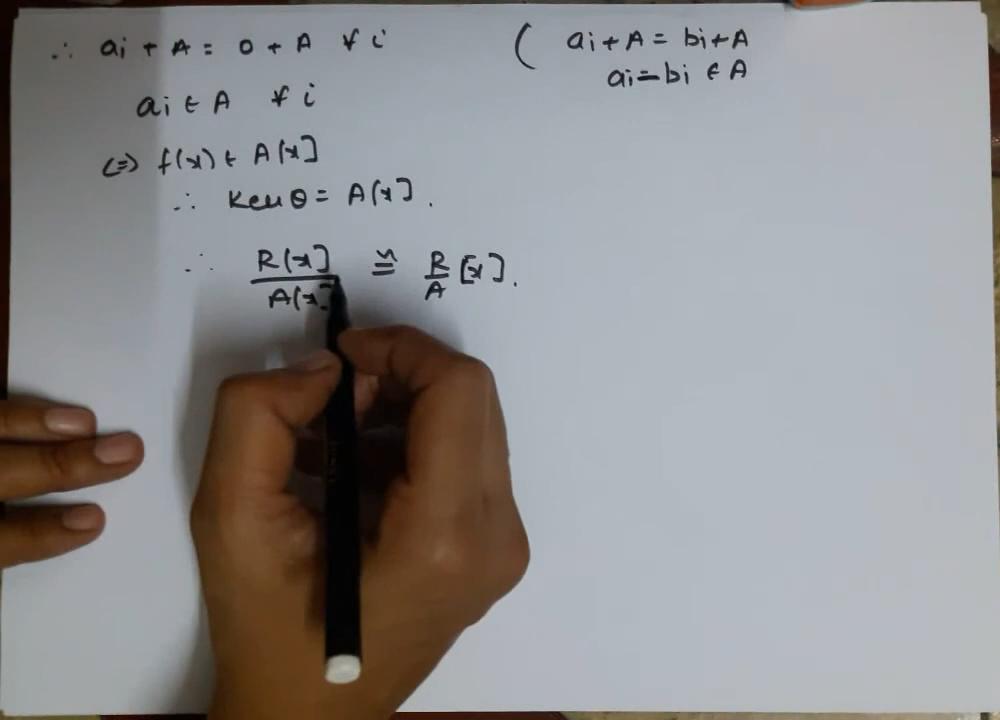 ∴ ai + A = 0 + A ∀ i
( ai + A = bi + A
ai - bi ∈ A
ai ∈ A ∀ i
(=) f(x) ∈ A[x]
∴ Ker θ = A[x].
∴ R[x] / A[x] ≅ R/A [x].